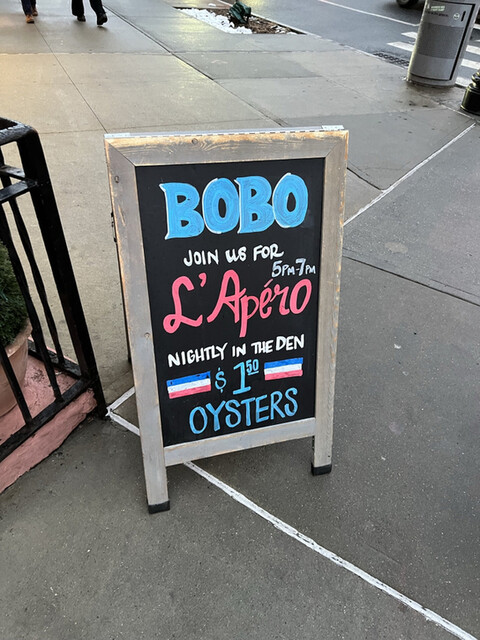 BOBO
JOIN US FOR
5PM-7PM
L'Apéro
NIGHTLY IN THE DEN
$1.50
OYSTERS